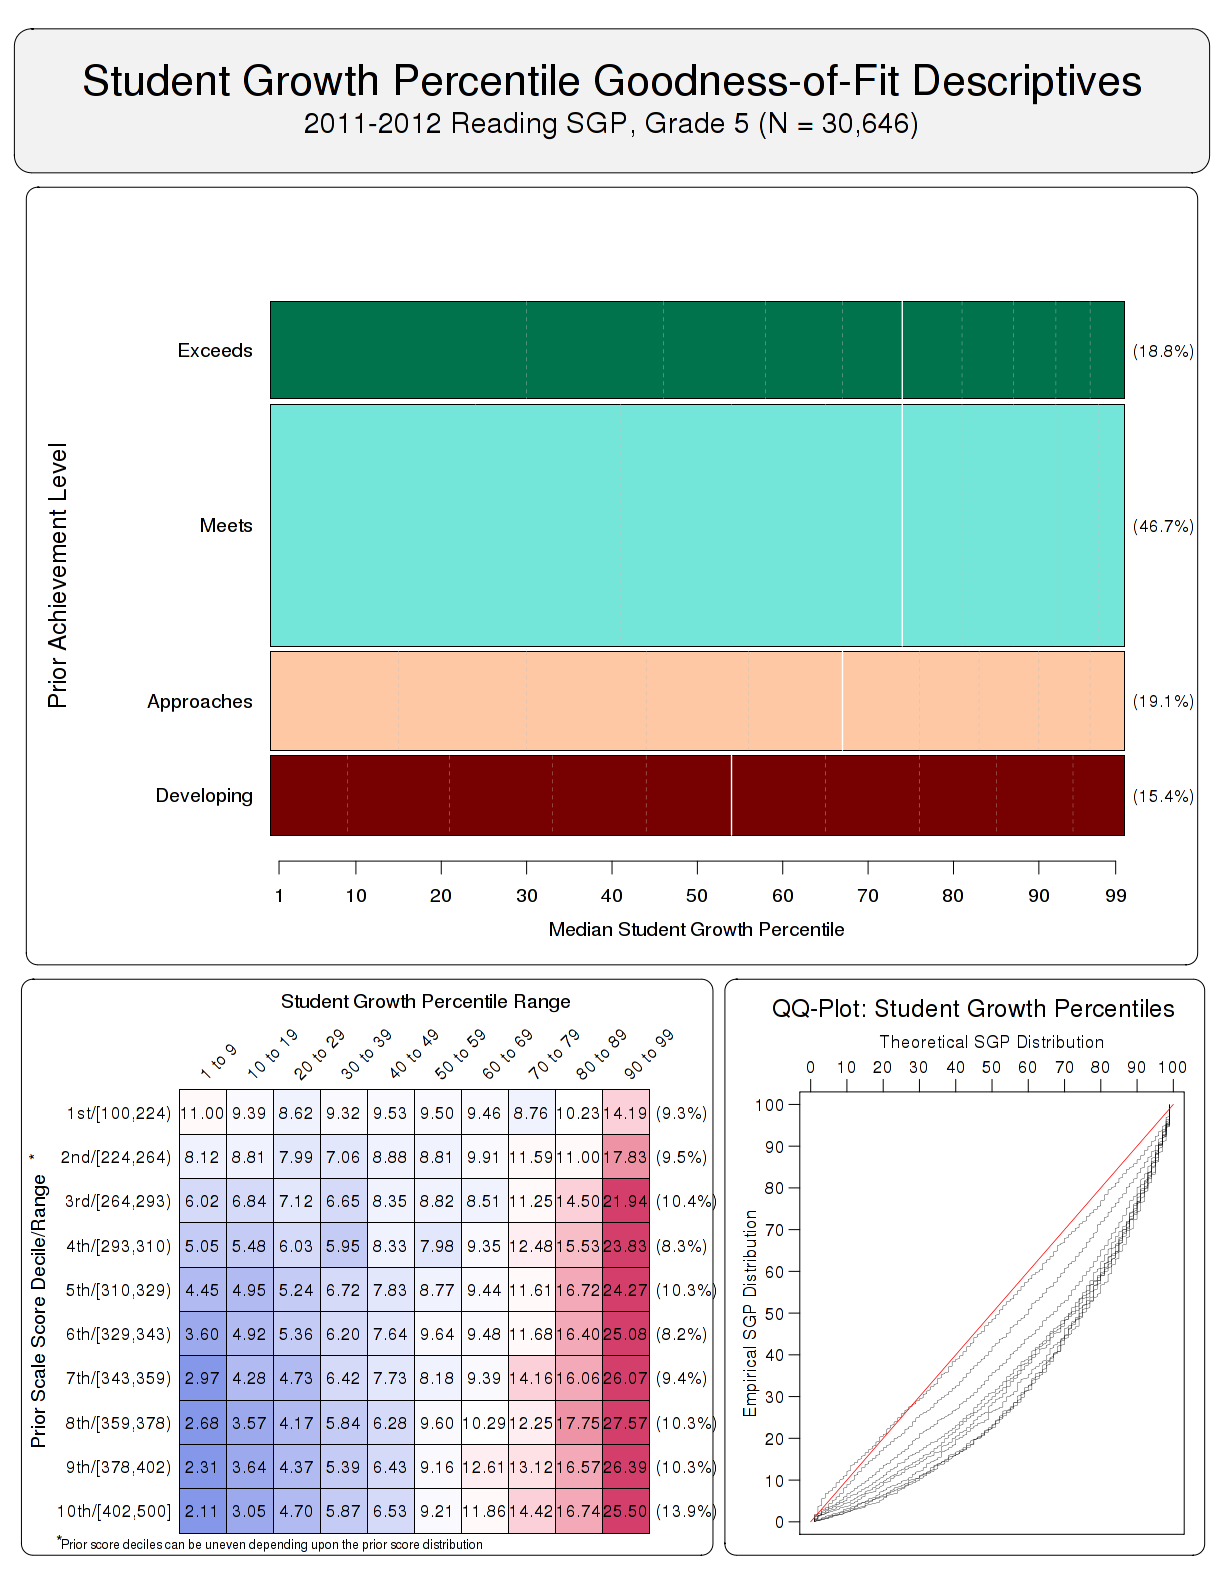 Student Growth Percentile Goodness-of-Fit Descriptives
2011-2012 Reading SGP, Grade 5 (N = 30,646)
Prior Achievement Level
Exceeds (18.8%)
Meets (46.7%)
Approaches (19.1%)
Developing (15.4%)
1 10 20 30 40 50 60 70 80 90 99
Median Student Growth Percentile
Student Growth Percentile Range
1 to 9 10 to 19 20 to 29 30 to 39 40 to 49 50 to 59 60 to 69 70 to 79 80 to 89 90 to 99
Prior Scale Score Decile/Range *
1st/[100,224) 11.00 9.39 8.62 9.32 9.53 9.50 9.46 8.76 10.23 14.19 (9.3%)
2nd/[224,264) 8.12 8.81 7.99 7.06 8.88 8.81 9.91 11.59 11.00 17.83 (9.5%)
3rd/[264,293) 6.02 6.84 7.12 6.65 8.35 8.82 8.51 11.25 14.50 21.94 (10.4%)
4th/[293,310) 5.05 5.48 6.03 5.95 8.33 7.98 9.35 12.48 15.53 23.83 (8.3%)
5th/[310,329) 4.45 4.95 5.24 6.72 7.83 8.77 9.44 11.61 16.72 24.27 (10.3%)
6th/[329,343) 3.60 4.92 5.36 6.20 7.64 9.64 9.48 11.68 16.40 25.08 (8.2%)
7th/[343,359) 2.97 4.28 4.73 6.42 7.73 8.18 9.39 14.16 16.06 26.07 (9.4%)
8th/[359,378) 2.68 3.57 4.17 5.84 6.28 9.60 10.29 12.25 17.75 27.57 (10.3%)
9th/[378,402) 2.31 3.64 4.37 5.39 6.43 9.16 12.61 13.12 16.57 26.39 (10.3%)
10th/[402,500] 2.11 3.05 4.70 5.87 6.53 9.21 11.86 14.42 16.74 25.50 (13.9%)
*Prior score deciles can be uneven depending upon the prior score distribution
QQ-Plot: Student Growth Percentiles
Theoretical SGP Distribution
0 10 20 30 40 50 60 70 80 90 100
Empirical SGP Distribution
100
90
80
70
60
50
40
30
20
10
0